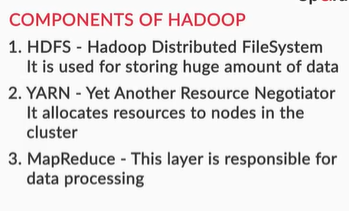 COMPONENTS OF HADOOP
1. HDFS - Hadoop Distributed FileSystem
It is used for storing huge amount of data
2. YARN - Yet Another Resource Negotiator
It allocates resources to nodes in the
cluster
3. MapReduce - This layer is responsible for
data processing